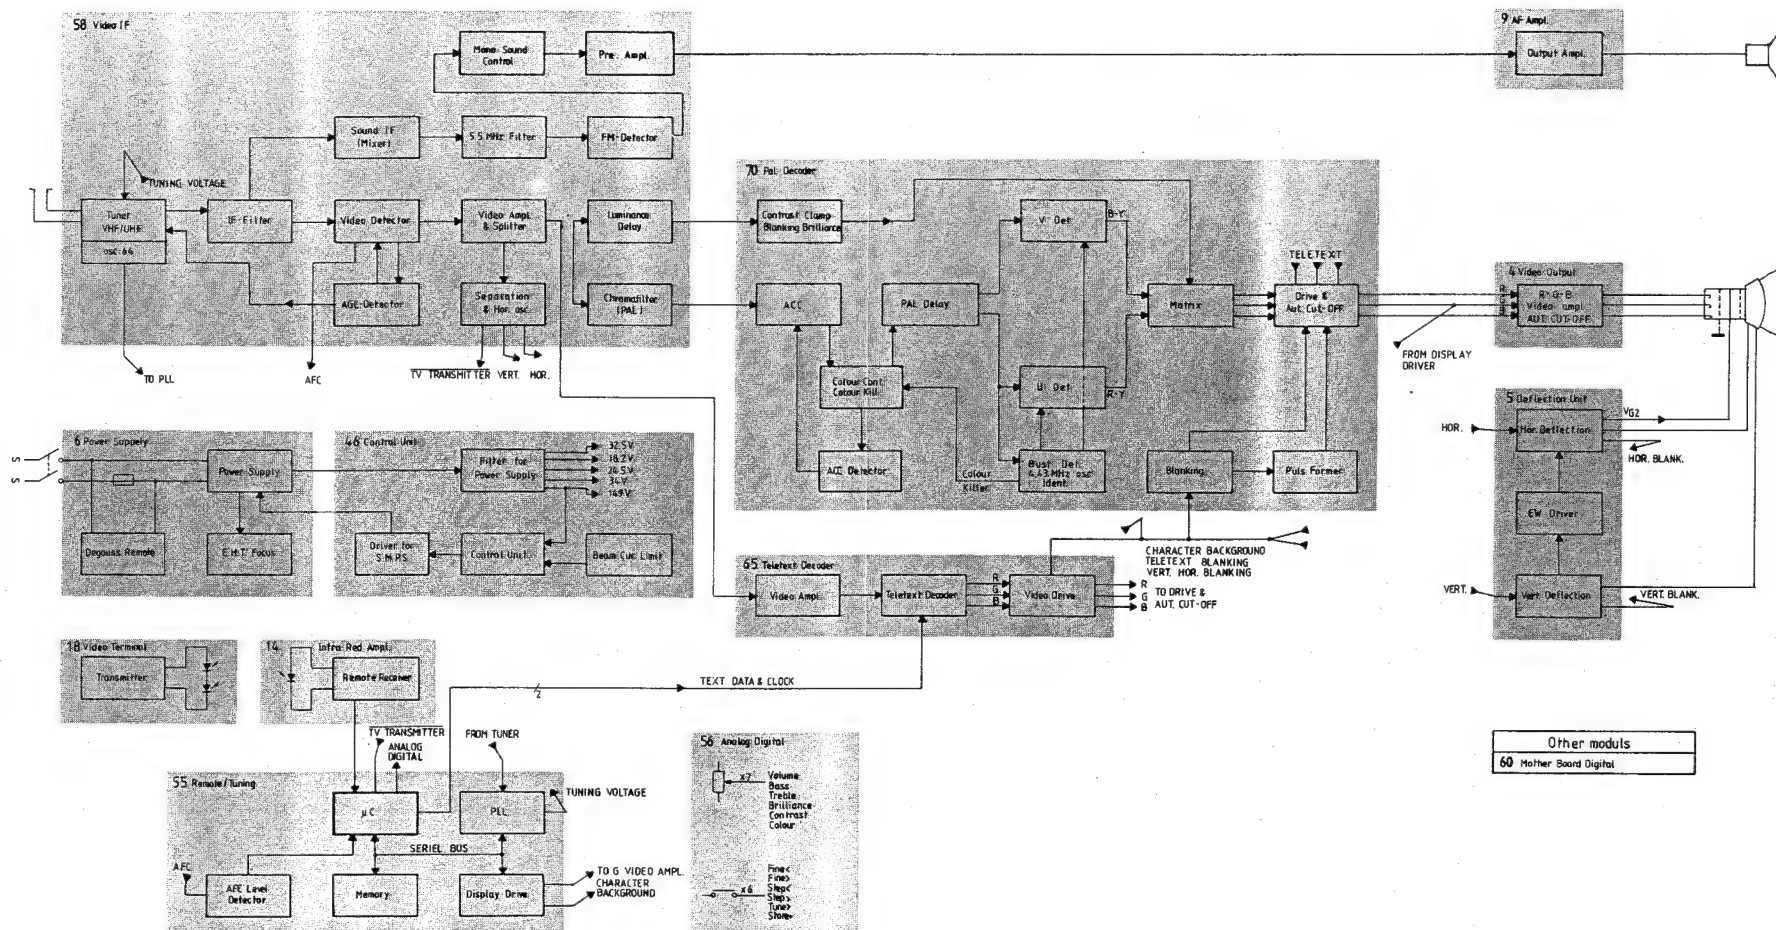 58 Video IF
Mono Sound
Control
Pre. Ampl.
Sound IF
(Mixer)
5.5 MHz Filter
FM-Detector
TUNING VOLTAGE
Tuner
VHF/UHF
osc. 64
IF-Filter
Video Detector
Video Ampl.
& Splitter
Luminance
Delay
AGE-Detector
Separation
& Hor. osc.
Chromafilter
(PAL)
TO PLL
AFC
TV TRANSMITTER VERT. HOR.
9 AF Ampl.
Output Ampl.
70 Pal Decoder
Contrast Clamp
Blanking Brilliance
V- Det.
B-Y
ACC
PAL Delay
Matrix
TELETEXT
Drive &
Aut. Cut-OFF
Colour Cont.
Colour Kill.
U- Det.
R-Y
ACC Detector
Colour
Killer
Bust Det.
4.43 MHz osc
Ident.
Blanking
Puls Former
FROM DISPLAY
DRIVER
4 Video Output
R
G
B
R-G-B
Video ampl.
AUT. CUT-OFF
5 Deflection Unit
VG2
HOR.
Hor. Deflection
HOR. BLANK.
EW Driver
VERT.
Vert. Deflection
VERT. BLANK.
6 Power Suppely
S
S
Power Supply
Degauss Remote
E.H.T. Focus
46 Control Unit
Filter for
Power Supply
32.5V
18.2V
24.5V
34V
149V
Driver for
S.M.P.S.
Control Unit
Beam Cur. Limit
CHARACTER BACKGROUND
TELETEXT BLANKING
VERT. HOR. BLANKING
65 Teletext Decoder
Video Ampl.
Teletext Decoder
R
G
B
Video Drive
R
G
B
TO DRIVE &
AUT. CUT-OFF
18 Video Terminal
Transmitter
14 Infra Red Ampl.
Remote Receiver
2
TEXT DATA & CLOCK
TV TRANSMITTER
ANALOG
DIGITAL
FROM TUNER
55 Remote/Tuning
µC
PLL
TUNING VOLTAGE
SERIEL BUS
AFC
AFC Level
Detector
Memory
Display Drive
TO G VIDEO AMPL.
CHARACTER
BACKGROUND
56 Analog Digital
x7
Volume
Bass
Treble
Brilliance
Contrast
Colour
x6
Fine<
Fine>
Step<
Step>
Tune>
Store
Other moduls
60 Mother Board Digital